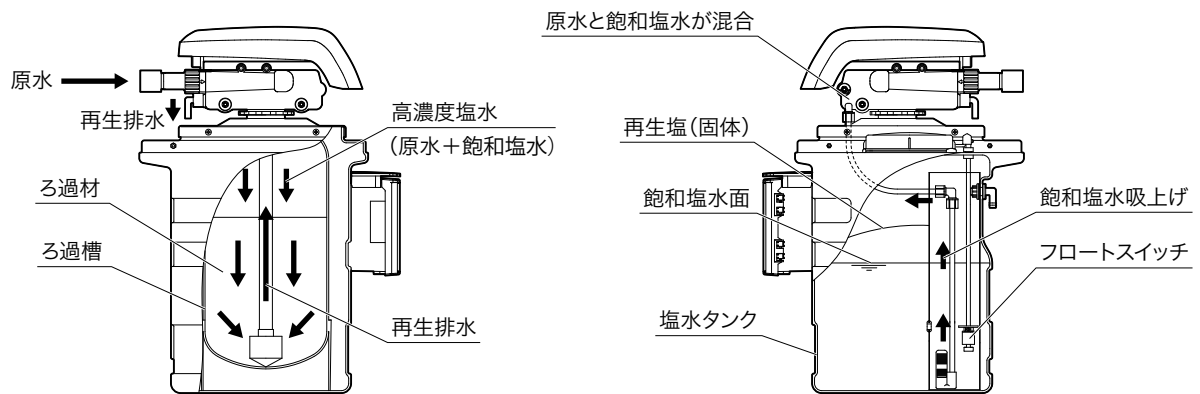 原水
再生排水
高濃度塩水
（原水＋飽和塩水）
ろ過材
ろ過槽
再生排水
原水と飽和塩水が混合
再生塩（固体）
飽和塩水面
飽和塩水吸上げ
フロートスイッチ
塩水タンク